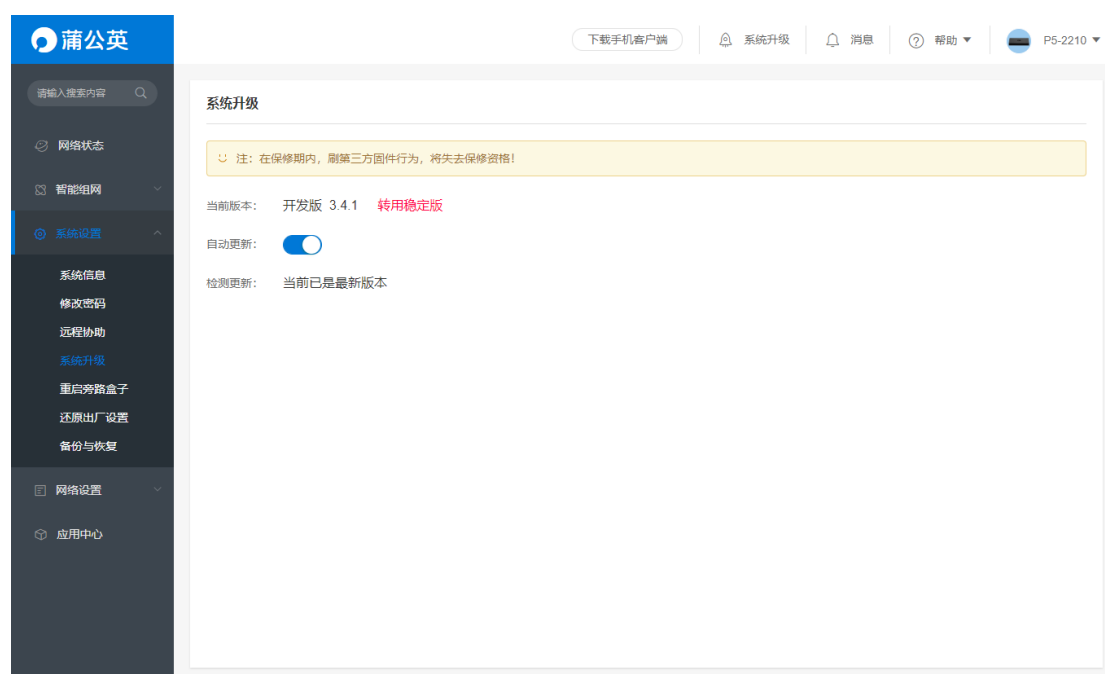 蒲公英
下载手机客户端 系统升级 消息 帮助 P5-2210
请输入搜索内容
网络状态
智能组网
系统设置
系统信息
修改密码
远程协助
系统升级
重启旁路盒子
还原出厂设置
备份与恢复
网络设置
应用中心
系统升级
注：在保修期内，刷第三方固件行为，将失去保修资格！
当前版本： 开发版 3.4.1 转用稳定版
自动更新：
检测更新： 当前已是最新版本